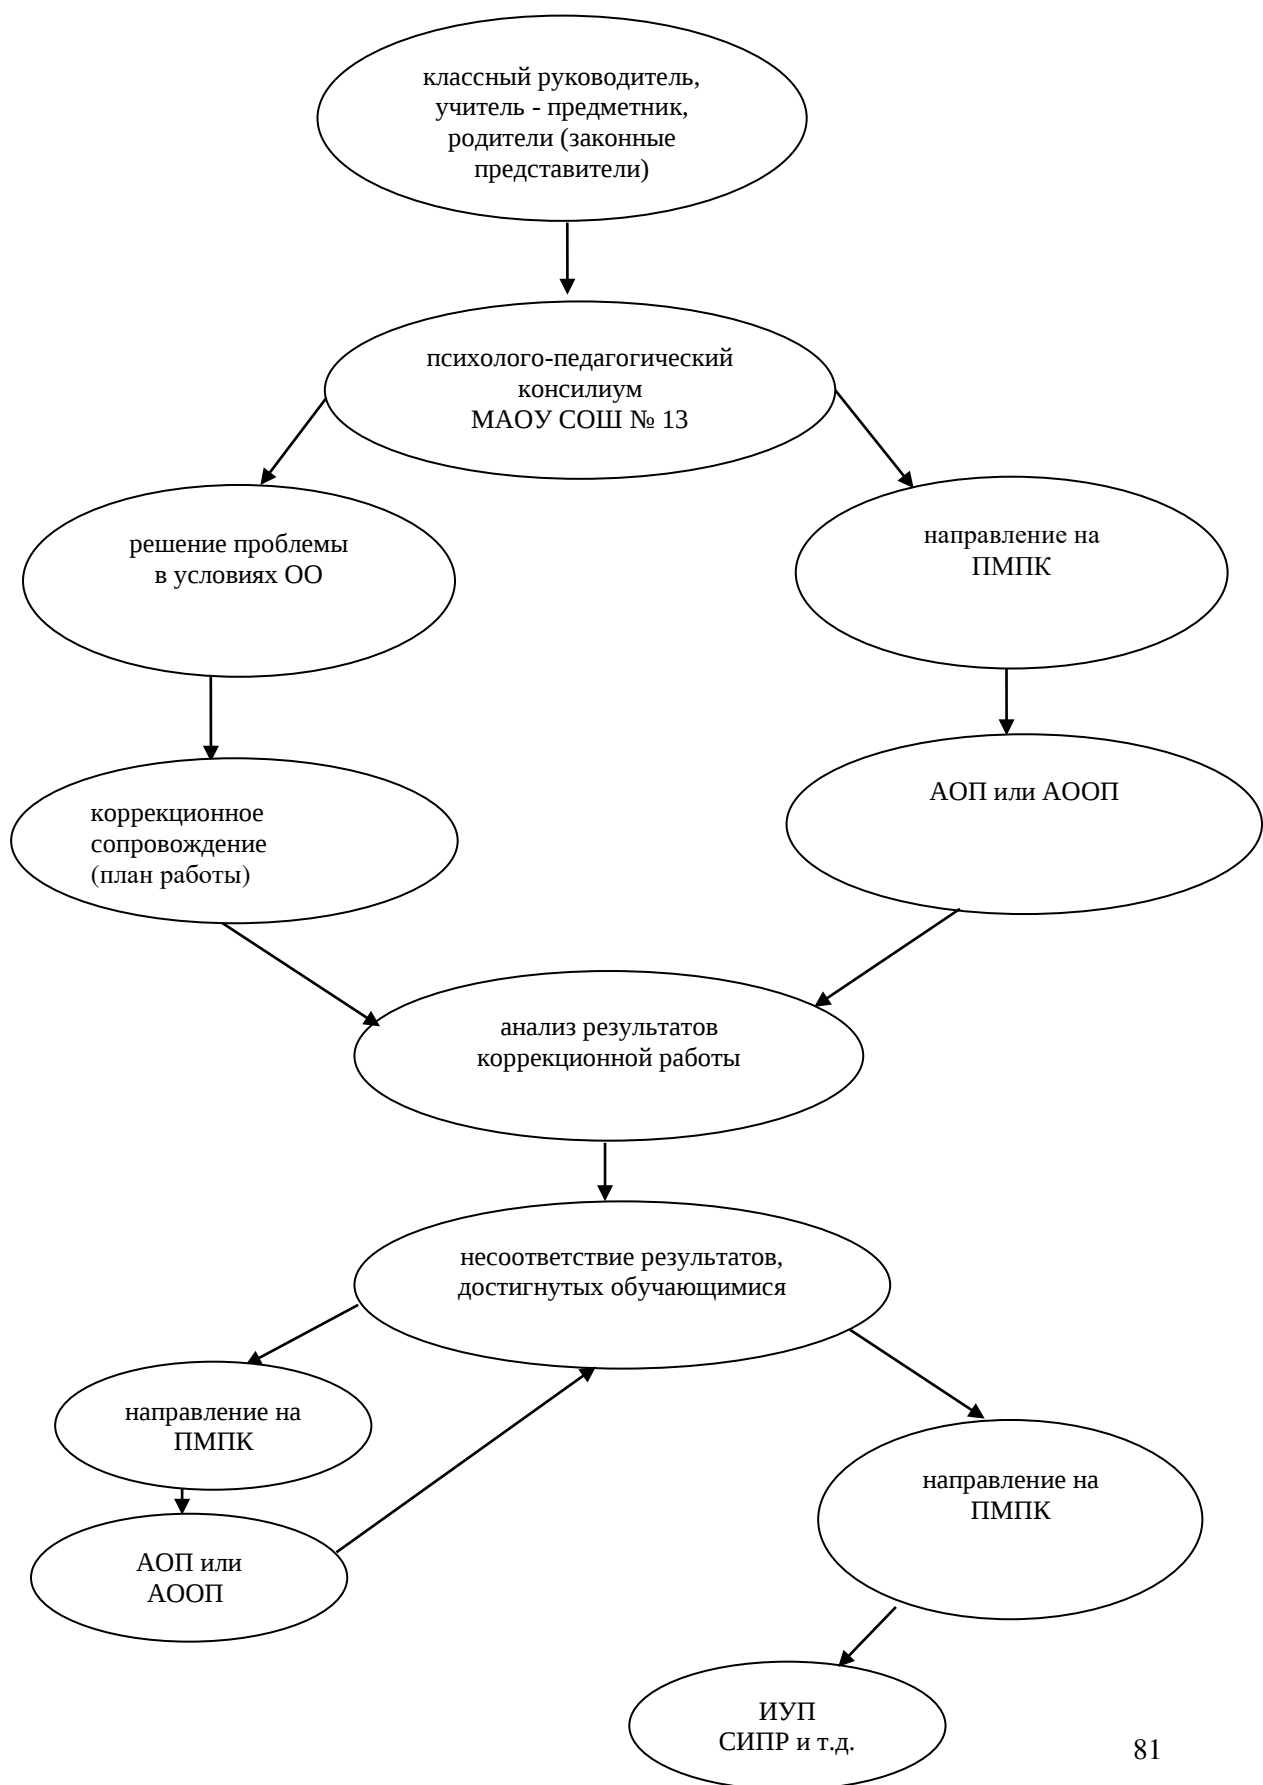 классный руководитель,
учитель - предметник,
родители (законные
представители)
психолого-педагогический
консилиум
МАОУ СОШ № 13
решение проблемы
в условиях ОО
направление на
ПМПК
коррекционное
сопровождение
(план работы)
АОП или АООП
анализ результатов
коррекционной работы
несоответствие результатов,
достигнутых обучающимися
направление на
ПМПК
АОП или
АООП
направление на
ПМПК
ИУП
СИПР и т.д.
81